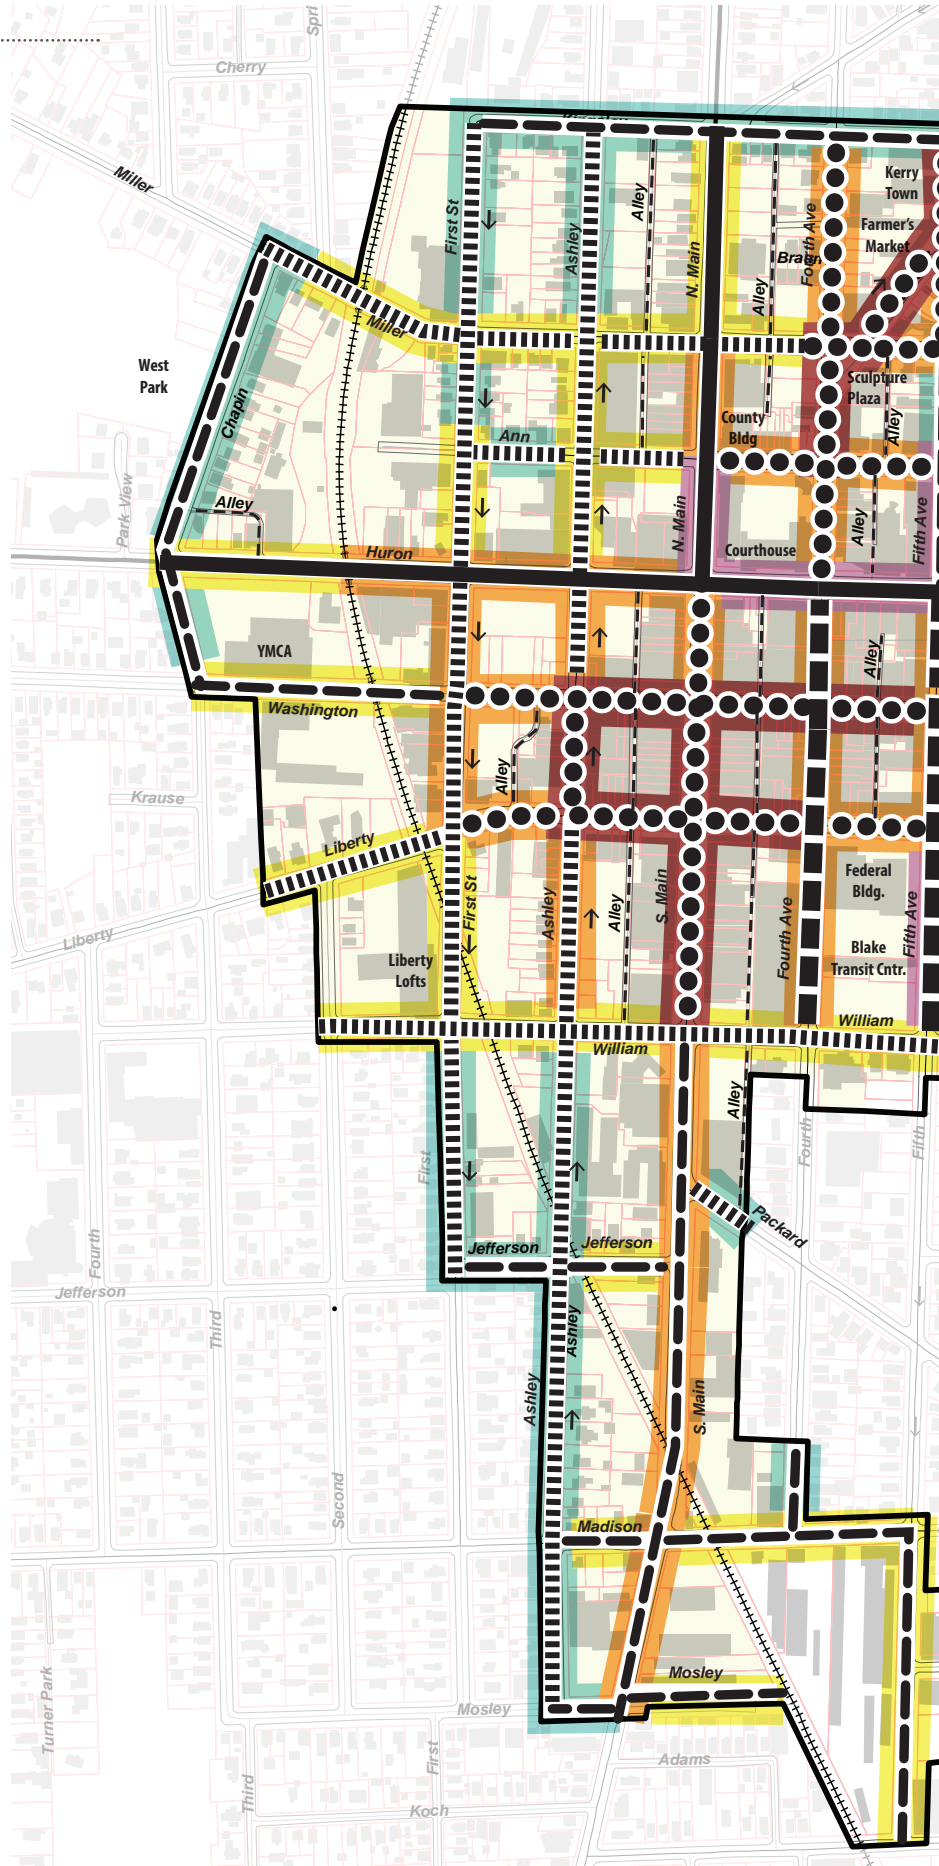 Spri
Cherry
Miller
Kerry
Town
Alley
First St
Farmer's
Market
Fourth Ave
Ashley
N. Main
Braun
Alley
Miller
West
Park
Sculpture
Plaza
Chapin
County
Bldg
Alley
Ann
Park View
Alley
N. Main
Alley
Fifth Ave
Huron
Courthouse
YMCA
Alley
Washington
Alley
Krause
Liberty
Federal
Bldg.
S. Main
First St
Ashley
Alley
Fourth Ave
Fifth Ave
Liberty
Blake
Transit Cntr.
Liberty
Lofts
William
William
Alley
First
Fourth
Fifth
Packard
Fourth
Jefferson
Jefferson
Jefferson
Third
Ashley
Ashley
S. Main
Second
Madison
Mosley
Turner Park
Mosley
First
Adams
Third
Koch